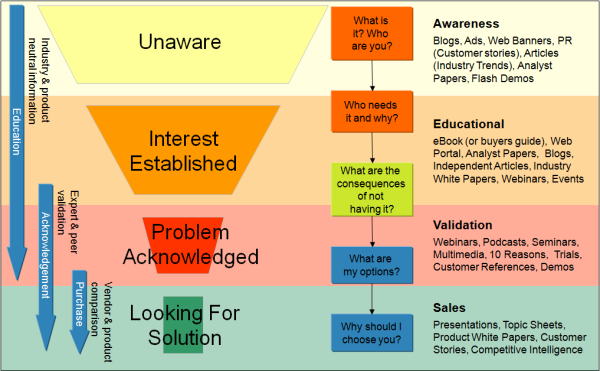 Unaware
Interest
Established
Problem
Acknowledged
Looking For
Solution
Industry & product
neutral information
Education
Expert & peer
validation
Acknowledgement
Vendor & product
comparison
Purchase
What is
it? Who
are you?
Who needs
it and why?
What are the
consequences
of not
having it?
What are
my options?
Why should I
choose you?
Awareness
Blogs, Ads, Web Banners, PR
(Customer stories), Articles
(Industry Trends), Analyst
Papers, Flash Demos
Educational
eBook (or buyers guide), Web
Portal, Analyst Papers, Blogs,
Independent Articles, Industry
White Papers, Webinars, Events
Validation
Webinars, Podcasts, Seminars,
Multimedia, 10 Reasons, Trials,
Customer References, Demos
Sales
Presentations, Topic Sheets,
Product White Papers, Customer
Stories, Competitive Intelligence